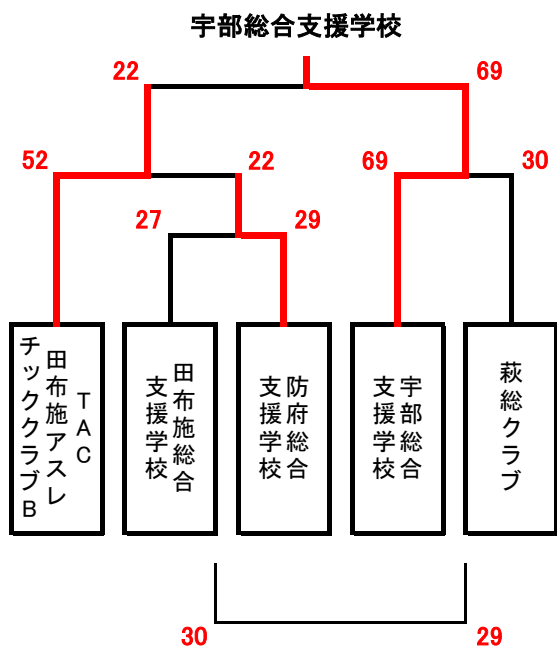 宇部総合支援学校
22
69
52
22
69
30
27
29
TAC
田布施アスレ
チッククラブB
田布施総合
支援学校
防府総合
支援学校
宇部総合
支援学校
萩総クラブ
30
29